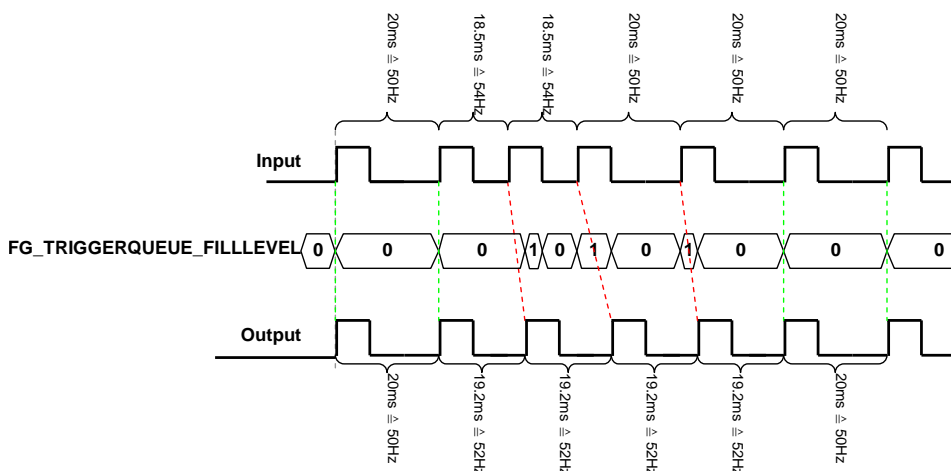 20ms ≙ 50Hz
18.5ms ≙ 54Hz
18.5ms ≙ 54Hz
20ms ≙ 50Hz
20ms ≙ 50Hz
20ms ≙ 50Hz
Input
FG_TRIGGERQUEUE_FILLLEVEL 0 0 0 1 0 1 0 1 0 0 0
Output
20ms ≙ 50Hz
19.2ms ≙ 52Hz
19.2ms ≙ 52Hz
19.2ms ≙ 52Hz
19.2ms ≙ 52Hz
20ms ≙ 50Hz